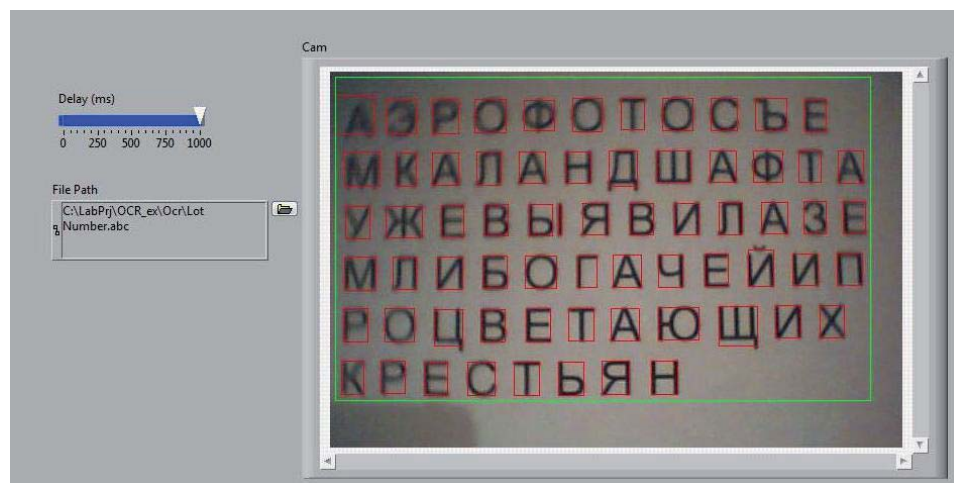 Cam
Delay (ms)
0 250 500 750 1000
File Path
C:\LabPrj\OCR_ex\Ocr\Lot
Number.abc
АЭРОФОТОСЪЕ
МКАЛАНДШАФТА
УЖЕВЫЯВИЛАЗЕ
МЛИБОГАЧЕЙИП
РОЦВЕТАЮЩИХ
КРЕСТЬЯН